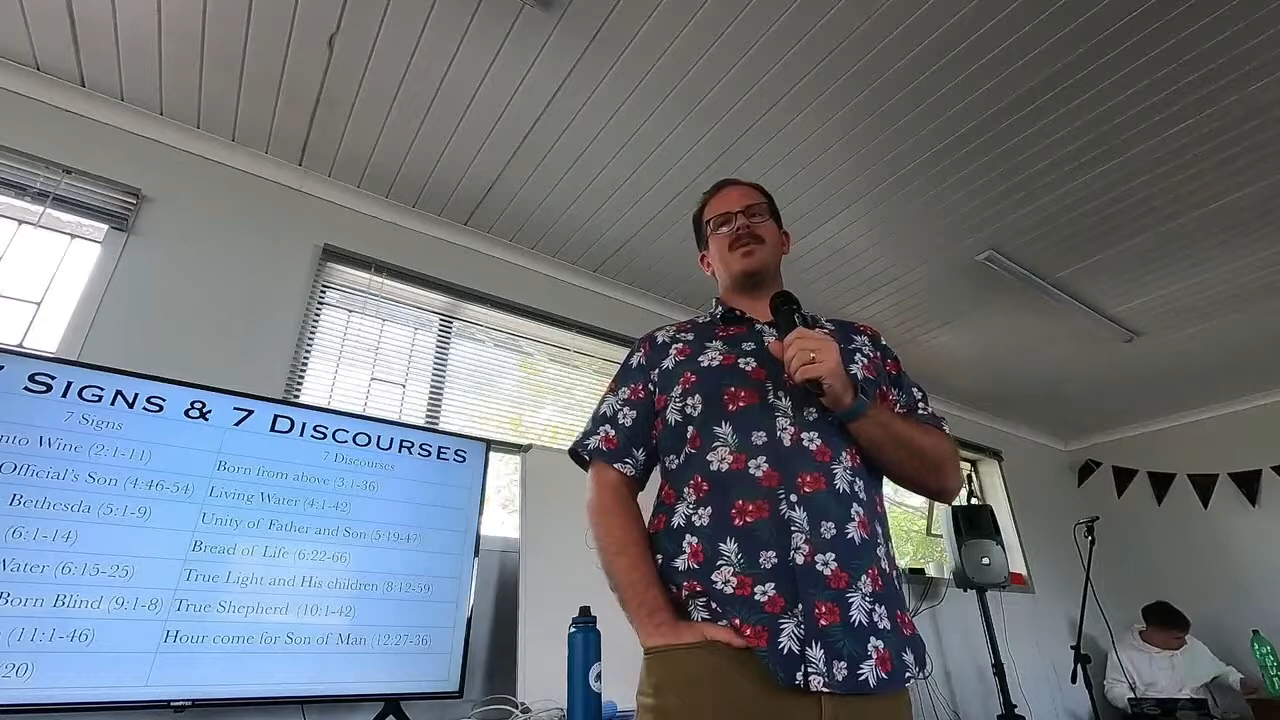 7 SIGNS & 7 DISCOURSES
7 Signs
7 Discourses
nto Wine (2:1-11)
Born from above (3:1-36)
Official's Son (4:46-54)
Living Water (4:1-42)
Bethesda (5:1-9)
Unity of Father and Son (5:19-47)
(6:1-14)
Bread of Life (6:22-66)
Water (6:15-25)
True Light and His children (8:12-59)
Born Blind (9:1-8)
True Shepherd (10:1-42)
(11:1-46)
Hour come for Son of Man (12:27-36)
20)